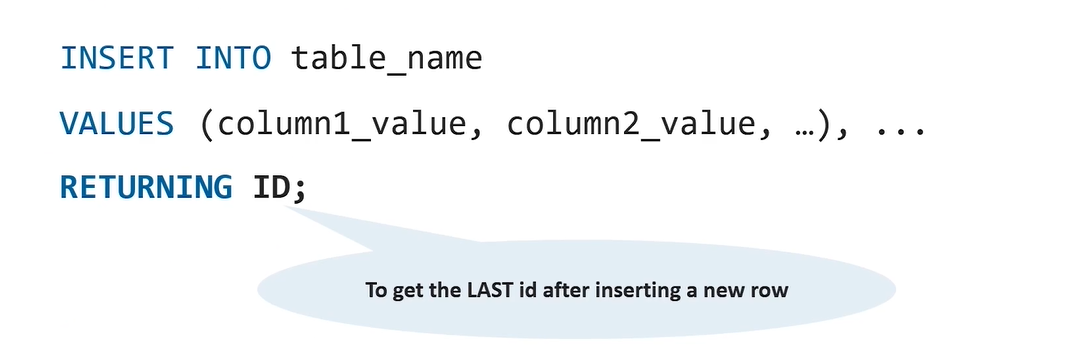 INSERT INTO table_name
VALUES (column1_value, column2_value, …), ...
RETURNING ID;
To get the LAST id after inserting a new row